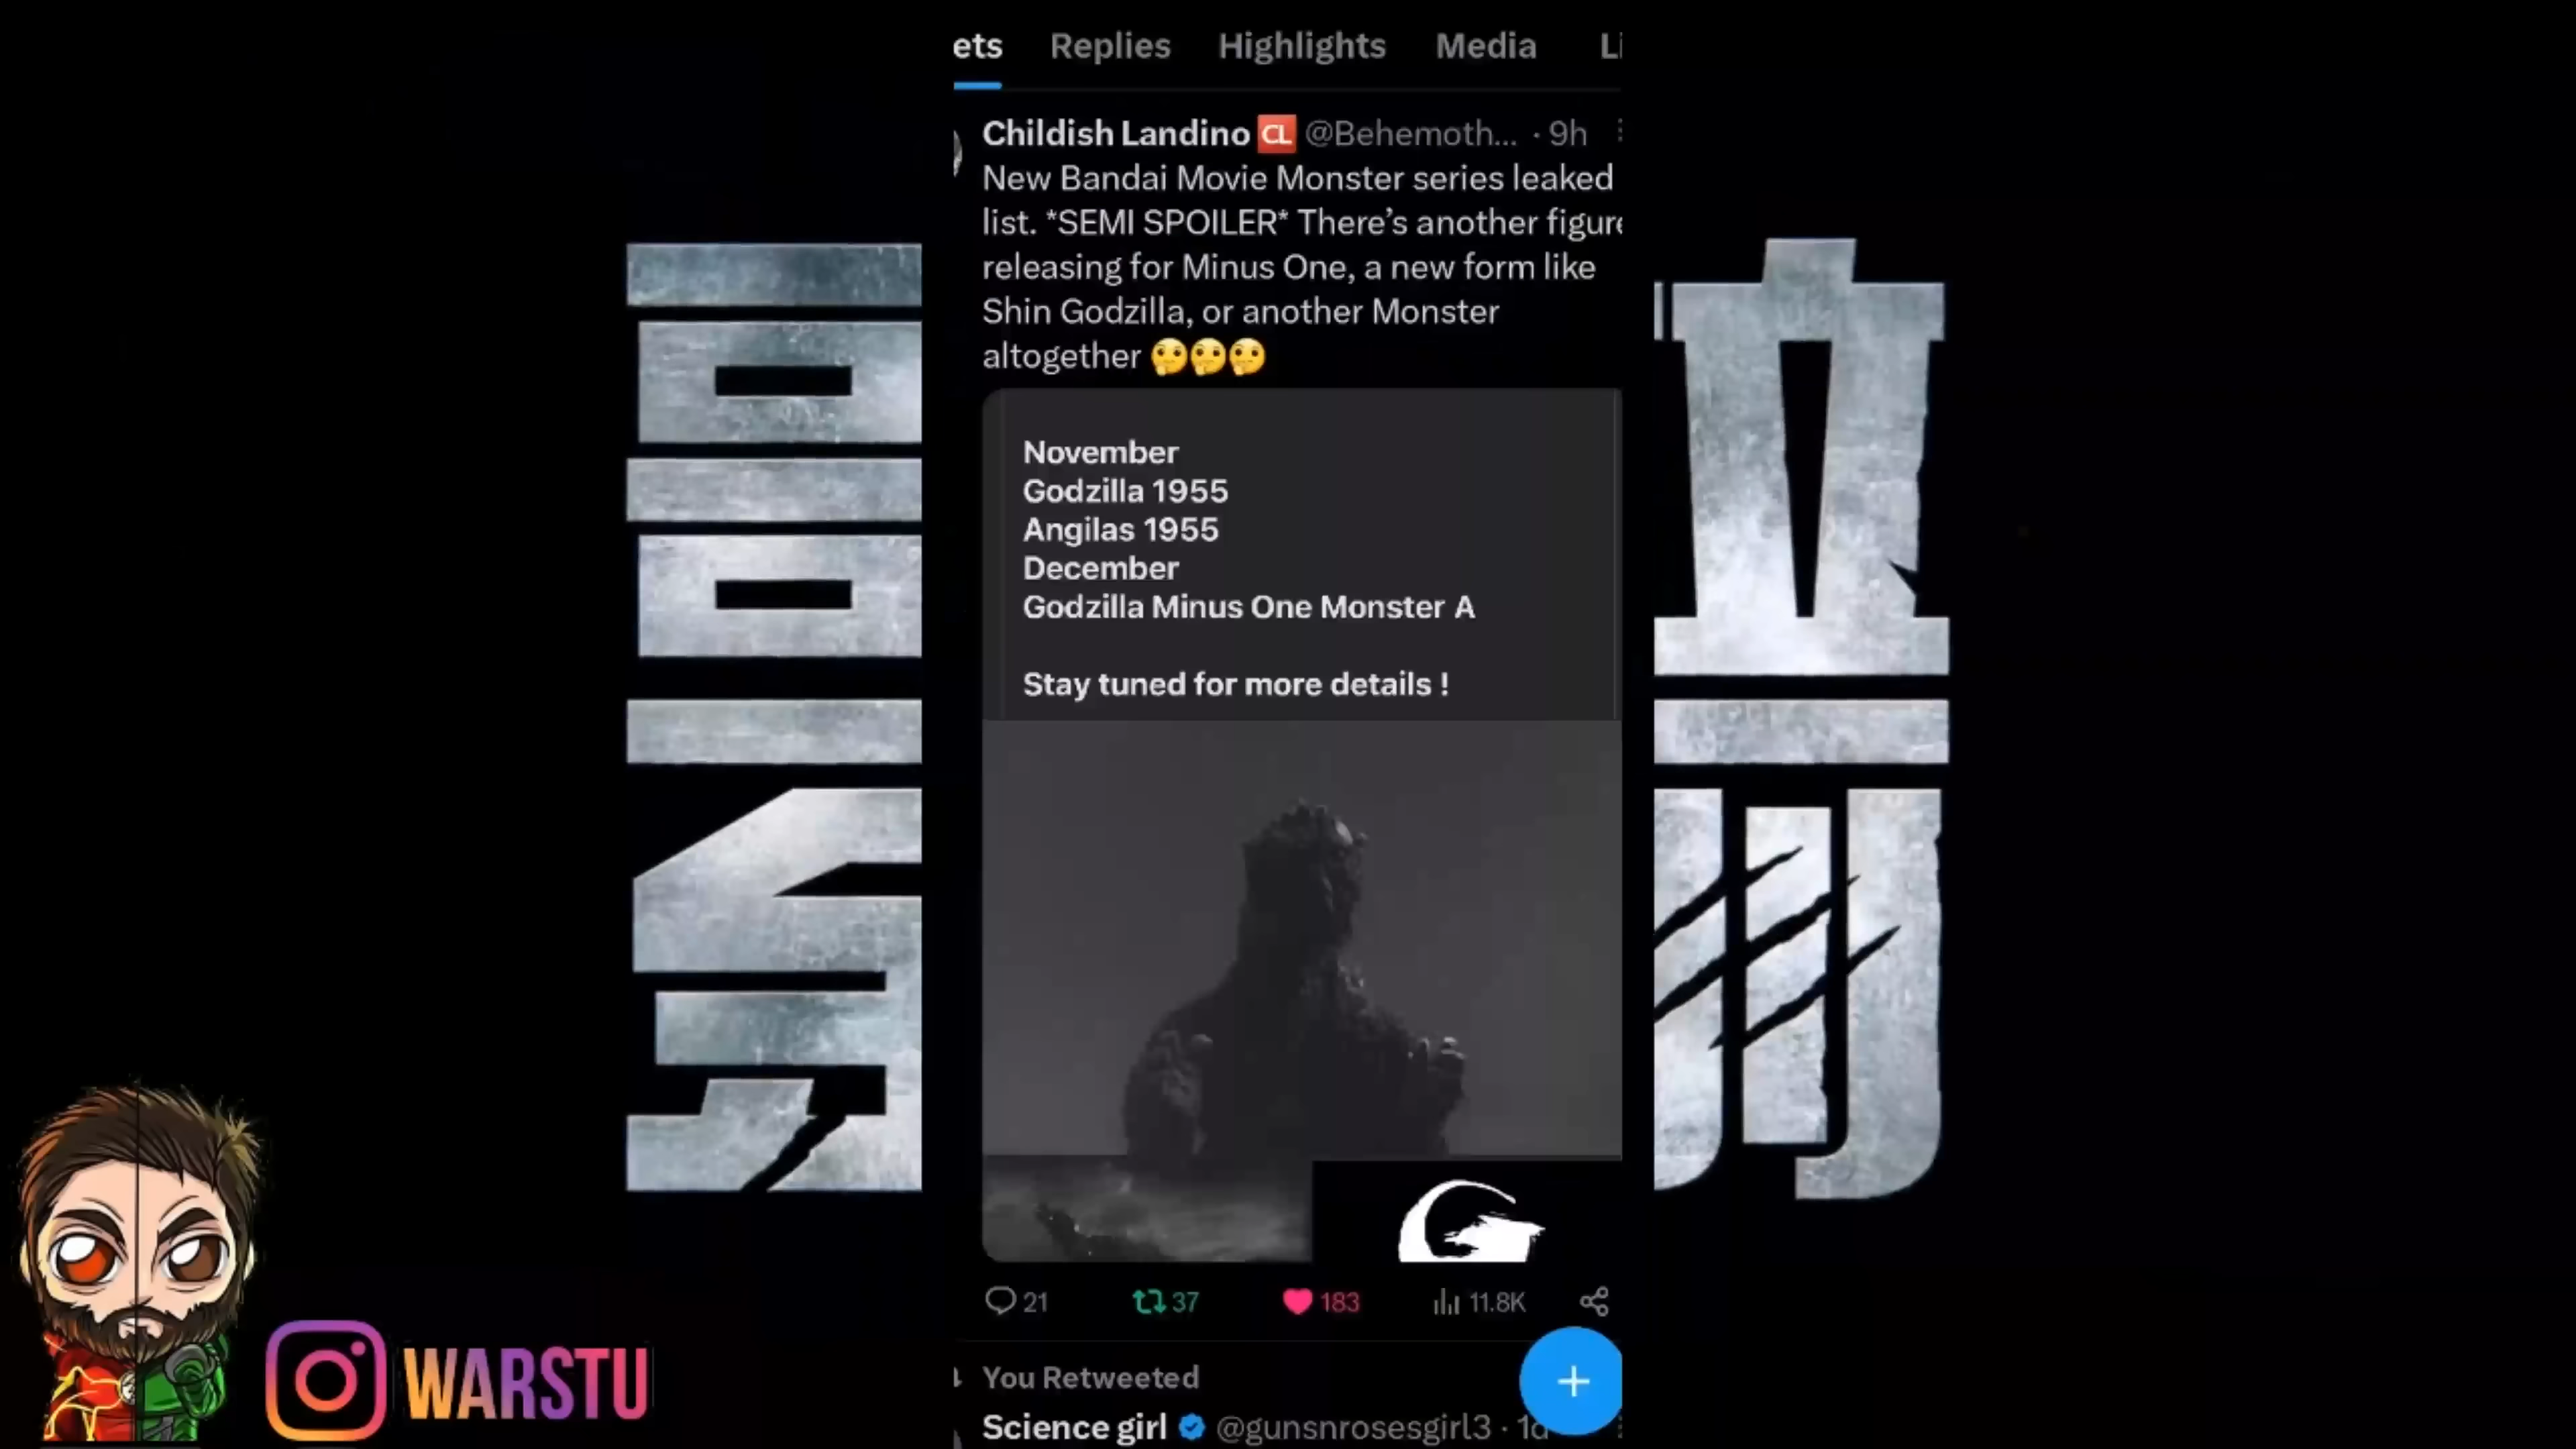 ets Replies Highlights Media Li
Childish Landino CL @Behemoth... · 9h
New Bandai Movie Monster series leaked
list. *SEMI SPOILER* There's another figure
releasing for Minus One, a new form like
Shin Godzilla, or another Monster
altogether 🤔🤔🤔
November
Godzilla 1955
Angilas 1955
December
Godzilla Minus One Monster A
Stay tuned for more details !
21 37 183 11.8K
You Retweeted
Science girl @gunsnrosesgirl3 · 1d
WARSTU